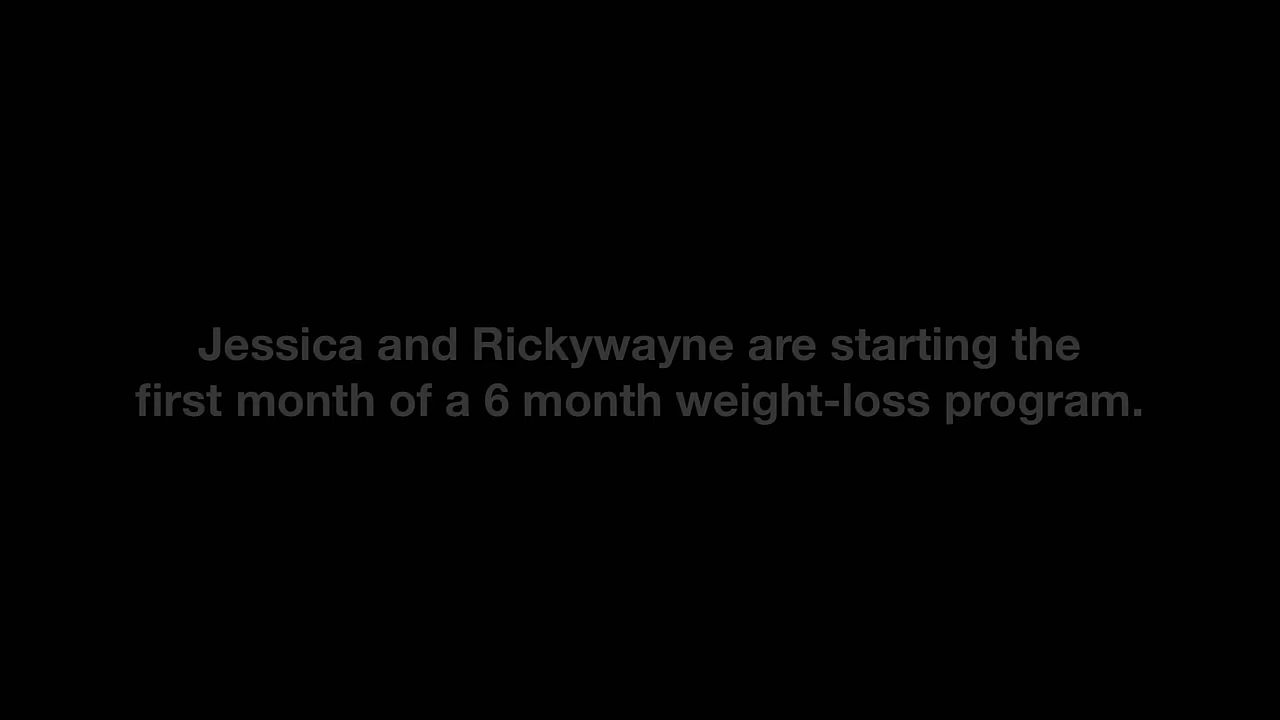 Jessica and Rickywayne are starting the
first month of a 6 month weight-loss program.